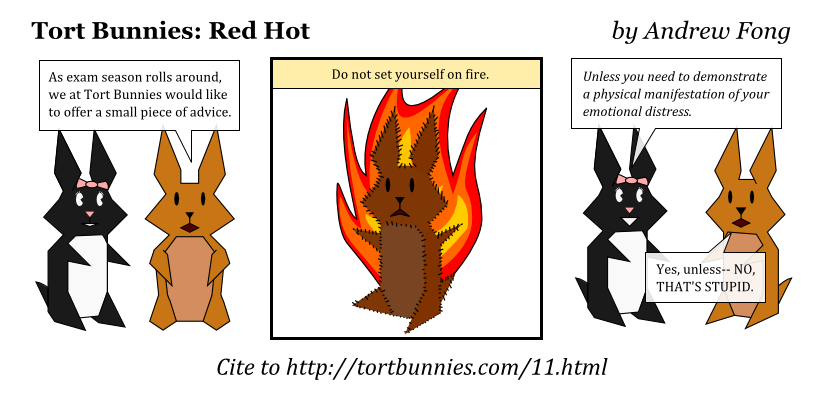 Tort Bunnies: Red Hot
by Andrew Fong
As exam season rolls around,
we at Tort Bunnies would like
to offer a small piece of advice.
Do not set yourself on fire.
Unless you need to demonstrate
a physical manifestation of your
emotional distress.
Yes, unless-- NO,
THAT'S STUPID.
Cite to http://tortbunnies.com/11.html